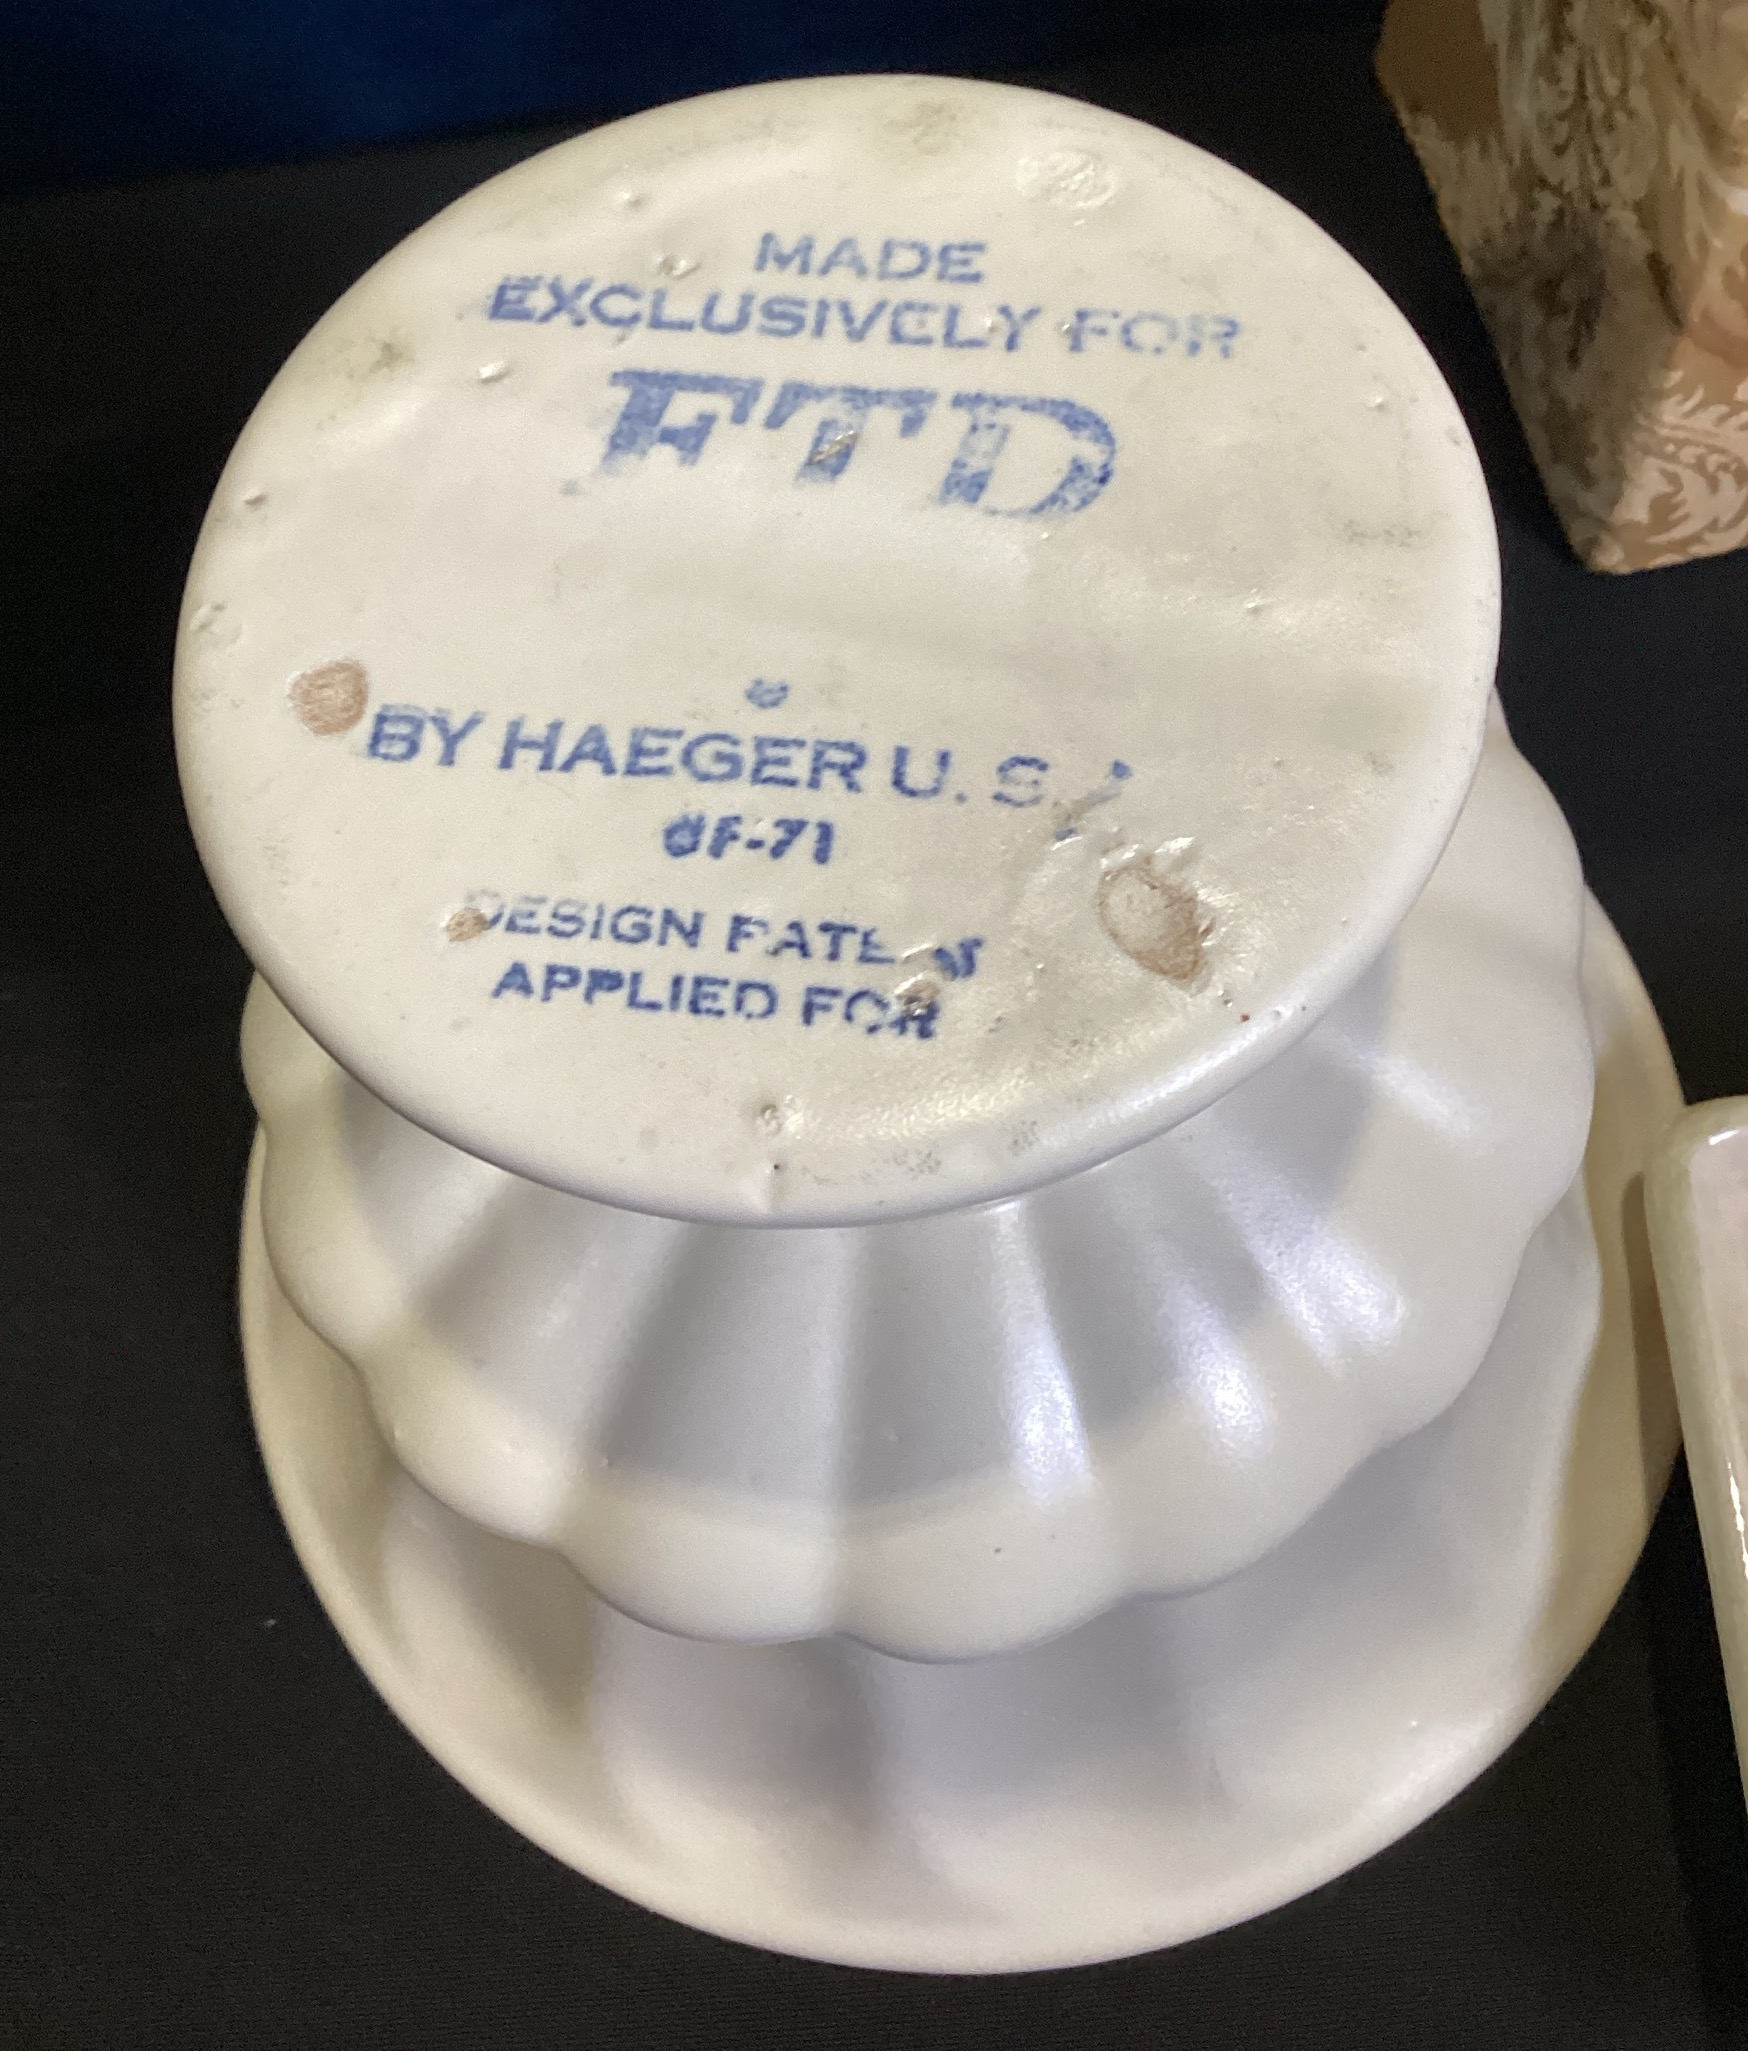 MADE
EXCLUSIVELY FOR
FTD
BY HAEGER U. S.
DESIGN PATENT
APPLIED FOR